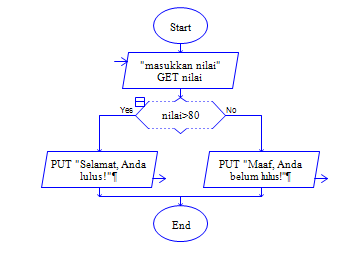 Start
"masukkan nilai"
GET nilai
Yes
nilai>80
No
PUT "Selamat, Anda
lulus!"¶
PUT "Maaf, Anda
belum lulus!"¶
End